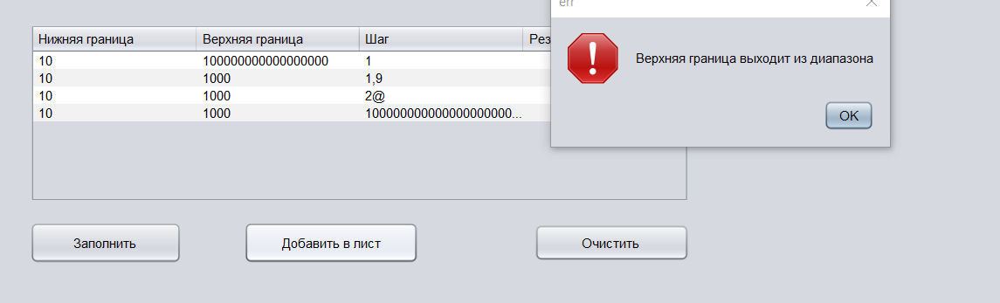 err
Нижняя граница Верхняя граница Шаг Рез
10 100000000000000000 1
10 1000 1,9
10 1000 2@
10 1000 10000000000000000000000...
Верхняя граница выходит из диапазона
OK
Заполнить Добавить в лист Очистить